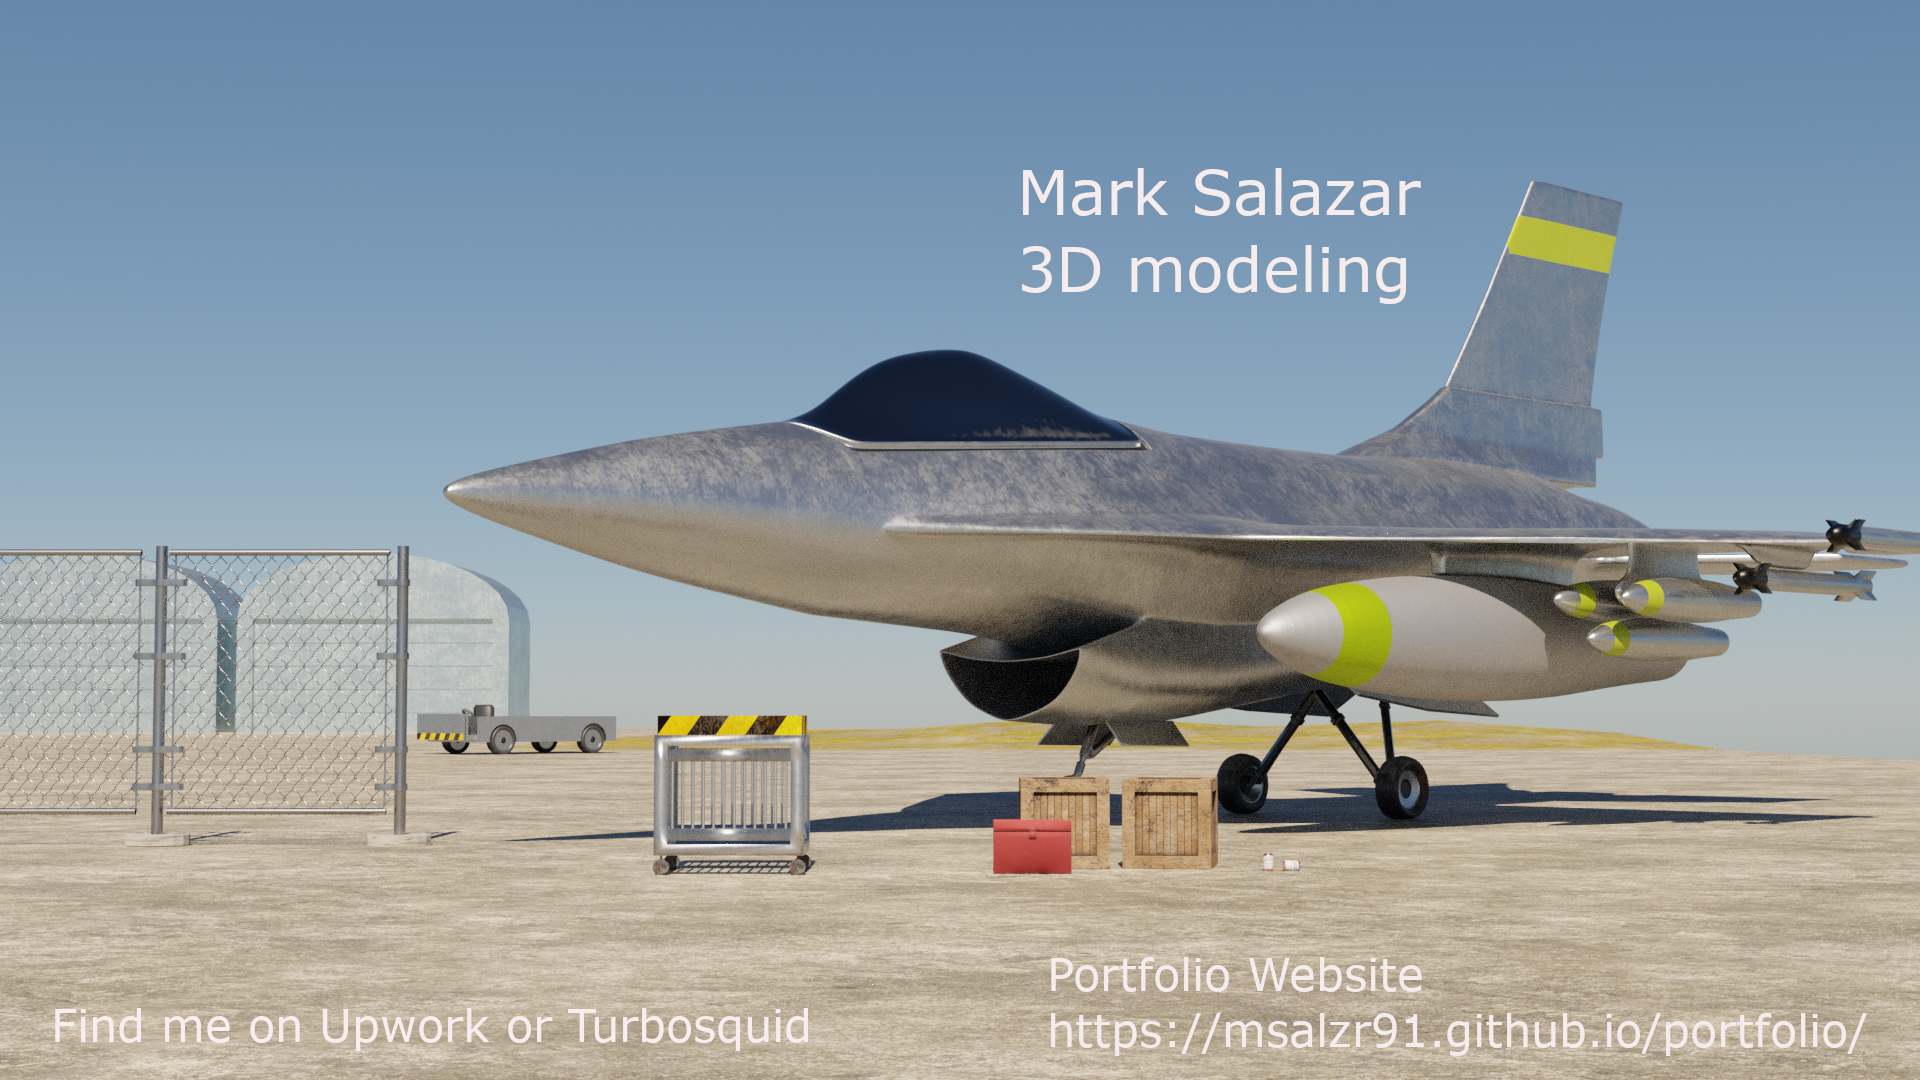 Mark Salazar
3D modeling
Portfolio Website
https://msalzr91.github.io/portfolio/
Find me on Upwork or Turbosquid